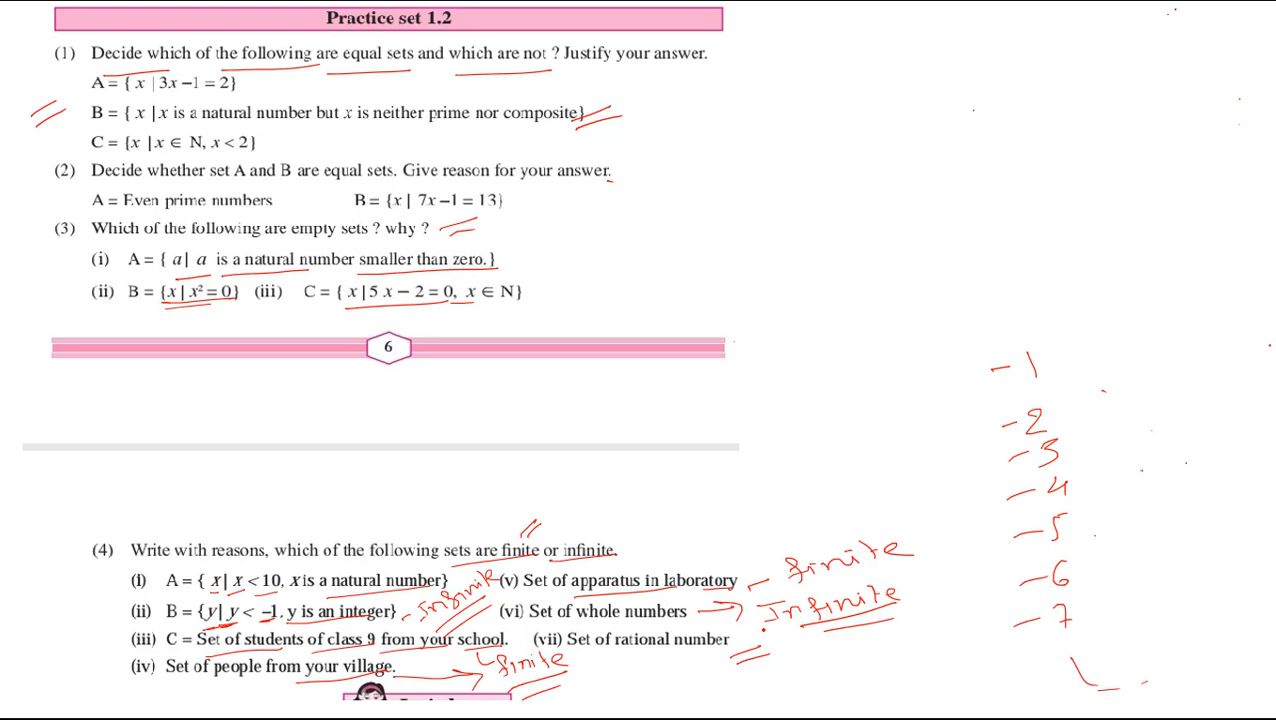 Practice set 1.2
(1) Decide which of the following are equal sets and which are not ? Justify your answer.
A = { x | 3x −1 = 2}
B = { x | x is a natural number but x is neither prime nor composite}
C = {x | x ∈ N, x < 2}
(2) Decide whether set A and B are equal sets. Give reason for your answer.
A = Even prime numbers B = {x | 7x −1 = 13}
(3) Which of the following are empty sets ? why ?
(i) A = { a| a is a natural number smaller than zero.}
(ii) B = {x | x² = 0} (iii) C = { x | 5 x − 2 = 0, x ∈ N}
6
-1
-2
-3
-4
-5
-6
-7
(4) Write with reasons, which of the following sets are finite or infinite.
(i) A = { x | x < 10, x is a natural number} (v) Set of apparatus in laboratory - finite
(ii) B = {y | y < −1, y is an integer} - Infinite (vi) Set of whole numbers → Infinite
(iii) C = Set of students of class 9 from your school. (vii) Set of rational number
(iv) Set of people from your village. → finite